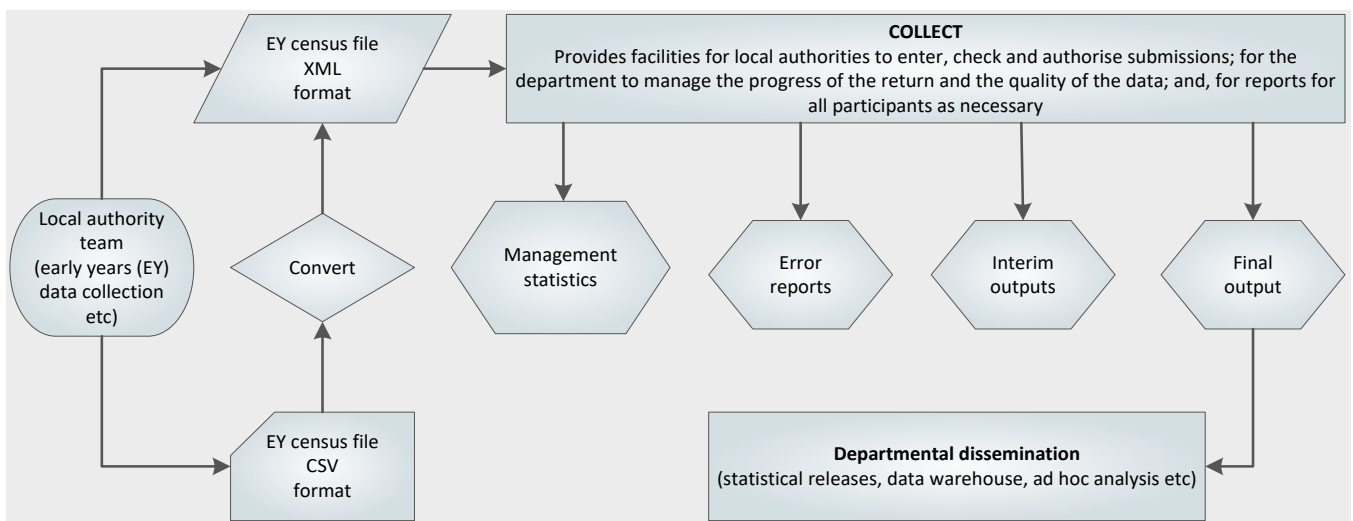 EY census file
XML
format
COLLECT
Provides facilities for local authorities to enter, check and authorise submissions; for the
department to manage the progress of the return and the quality of the data; and, for reports for
all participants as necessary
Local authority
team
(early years (EY)
data collection
etc)
Convert
Management
statistics
Error
reports
Interim
outputs
Final
output
EY census file
CSV
format
Departmental dissemination
(statistical releases, data warehouse, ad hoc analysis etc)